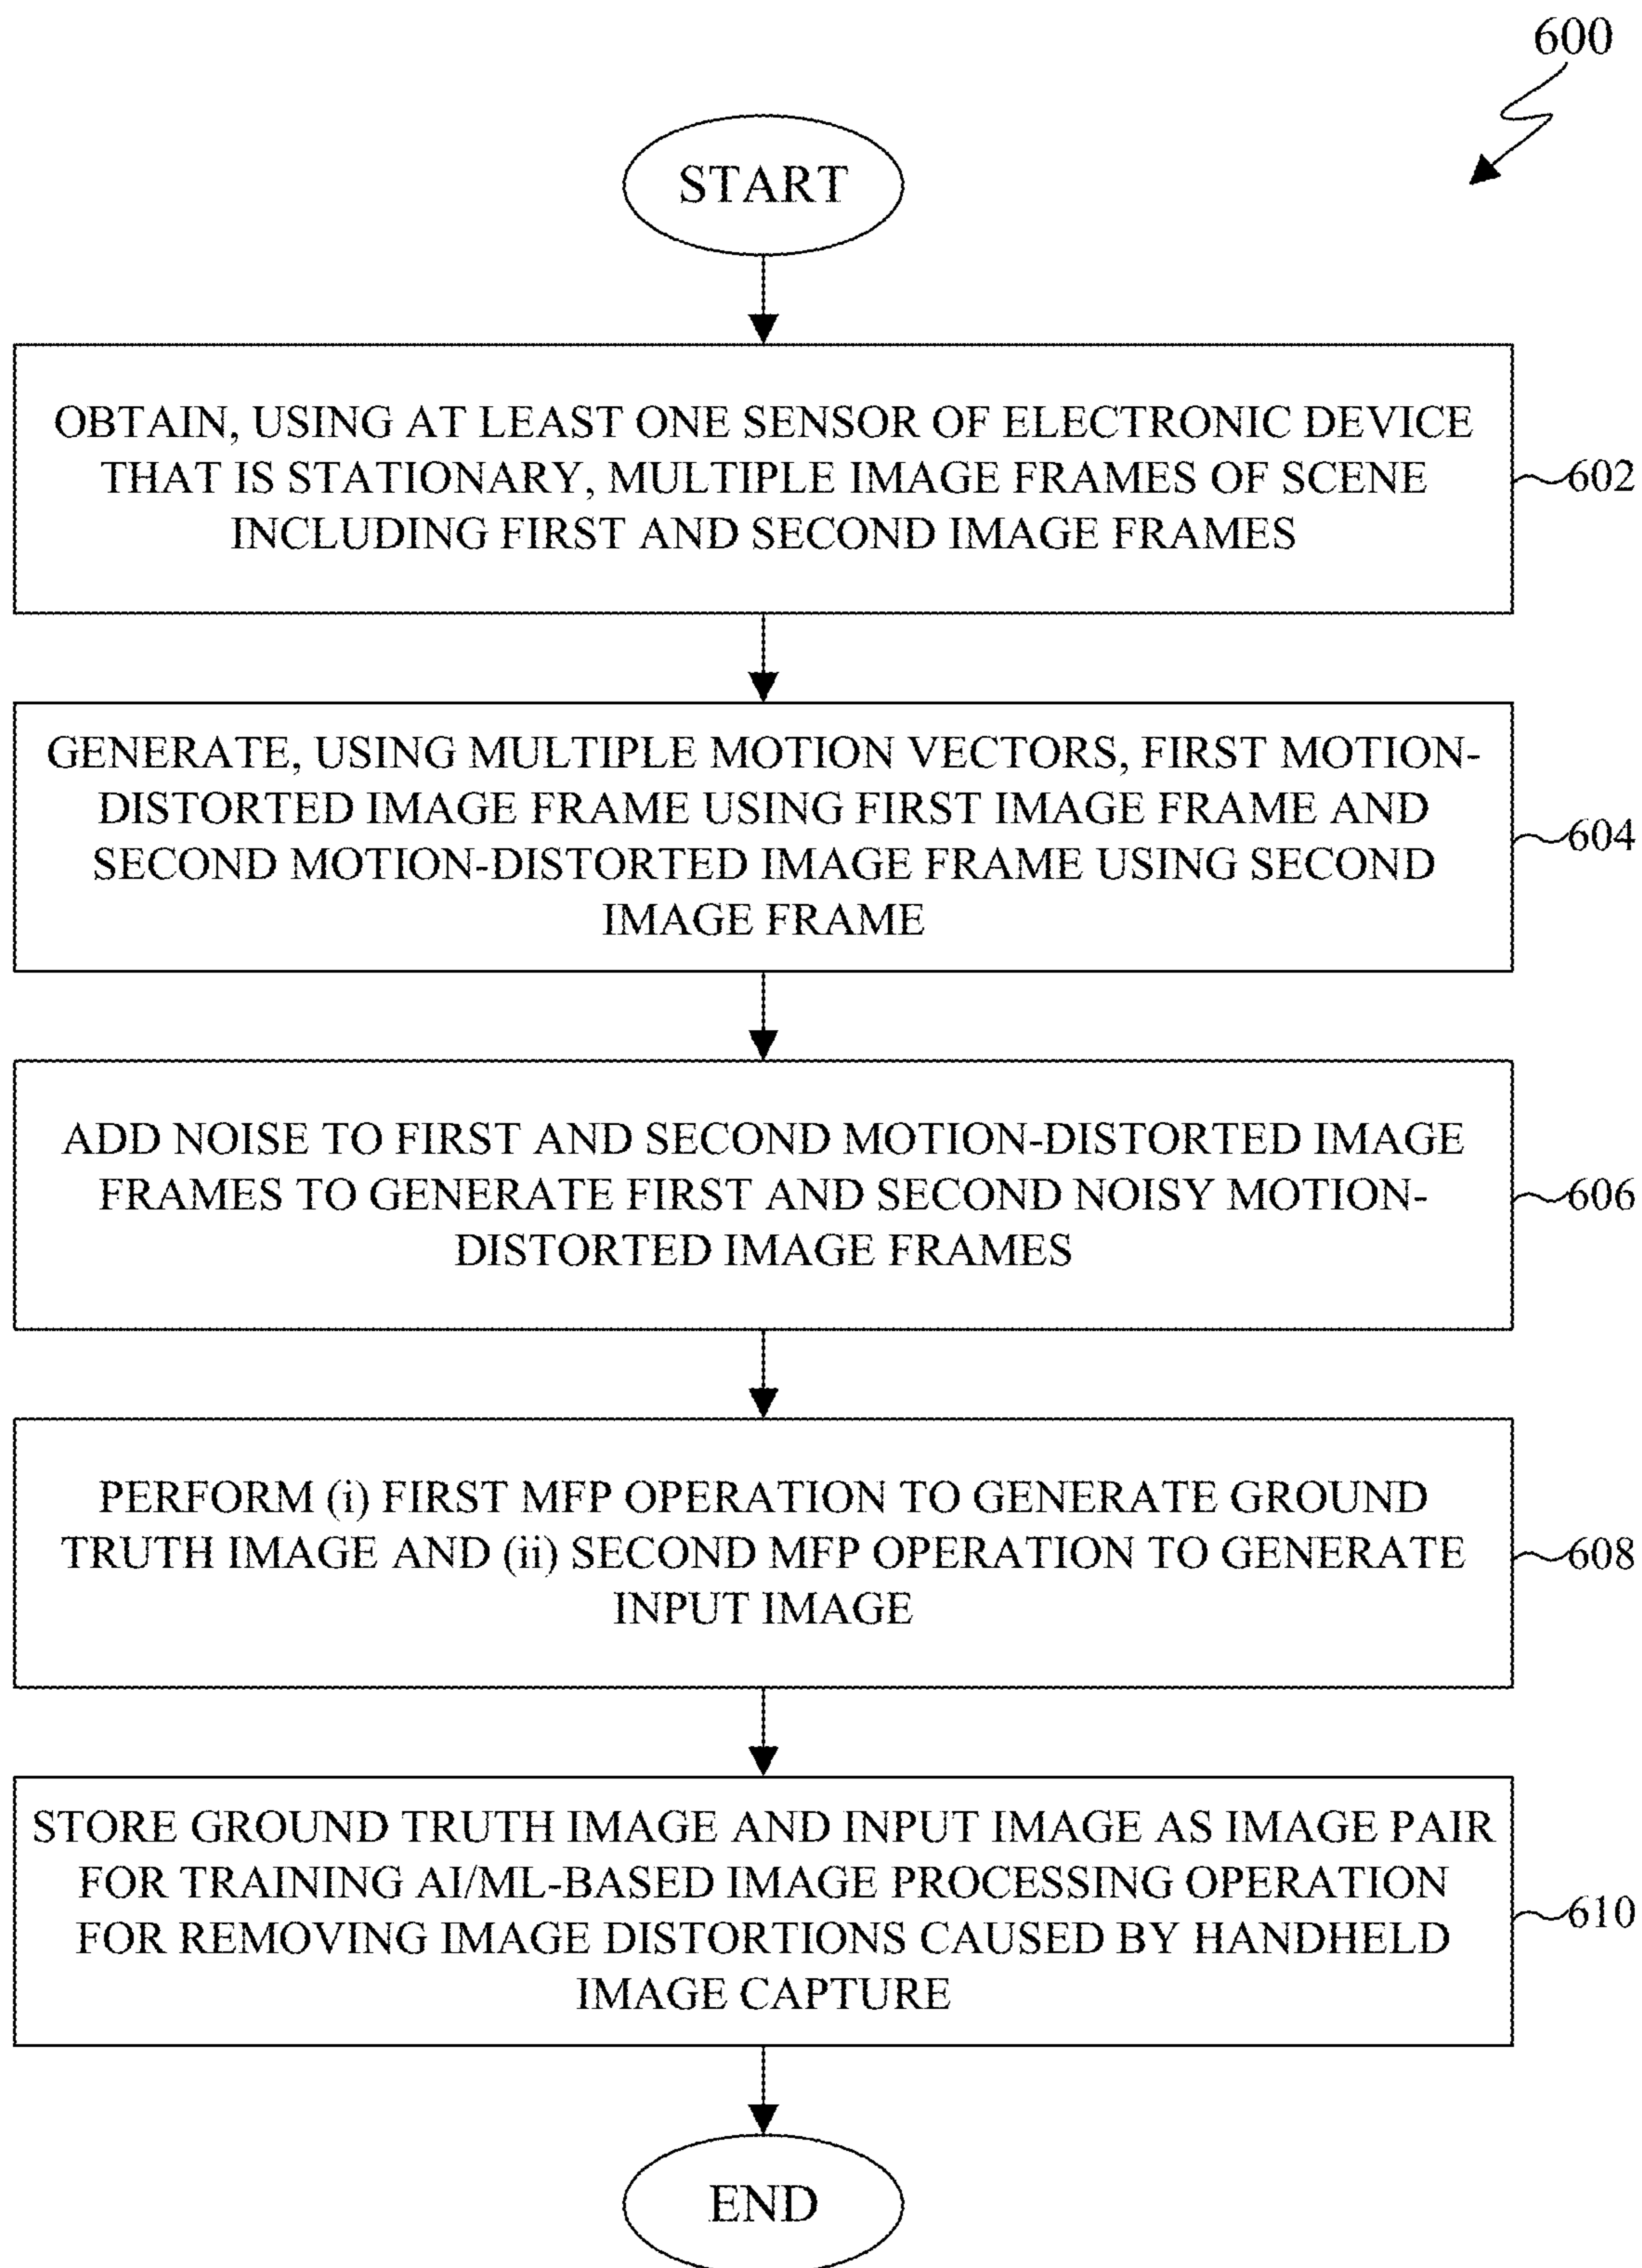 600
START
OBTAIN, USING AT LEAST ONE SENSOR OF ELECTRONIC DEVICE
THAT IS STATIONARY, MULTIPLE IMAGE FRAMES OF SCENE
INCLUDING FIRST AND SECOND IMAGE FRAMES
602
GENERATE, USING MULTIPLE MOTION VECTORS, FIRST MOTION-
DISTORTED IMAGE FRAME USING FIRST IMAGE FRAME AND
SECOND MOTION-DISTORTED IMAGE FRAME USING SECOND
IMAGE FRAME
604
ADD NOISE TO FIRST AND SECOND MOTION-DISTORTED IMAGE
FRAMES TO GENERATE FIRST AND SECOND NOISY MOTION-
DISTORTED IMAGE FRAMES
606
PERFORM (i) FIRST MFP OPERATION TO GENERATE GROUND
TRUTH IMAGE AND (ii) SECOND MFP OPERATION TO GENERATE
INPUT IMAGE
608
STORE GROUND TRUTH IMAGE AND INPUT IMAGE AS IMAGE PAIR
FOR TRAINING AI/ML-BASED IMAGE PROCESSING OPERATION
FOR REMOVING IMAGE DISTORTIONS CAUSED BY HANDHELD
IMAGE CAPTURE
610
END